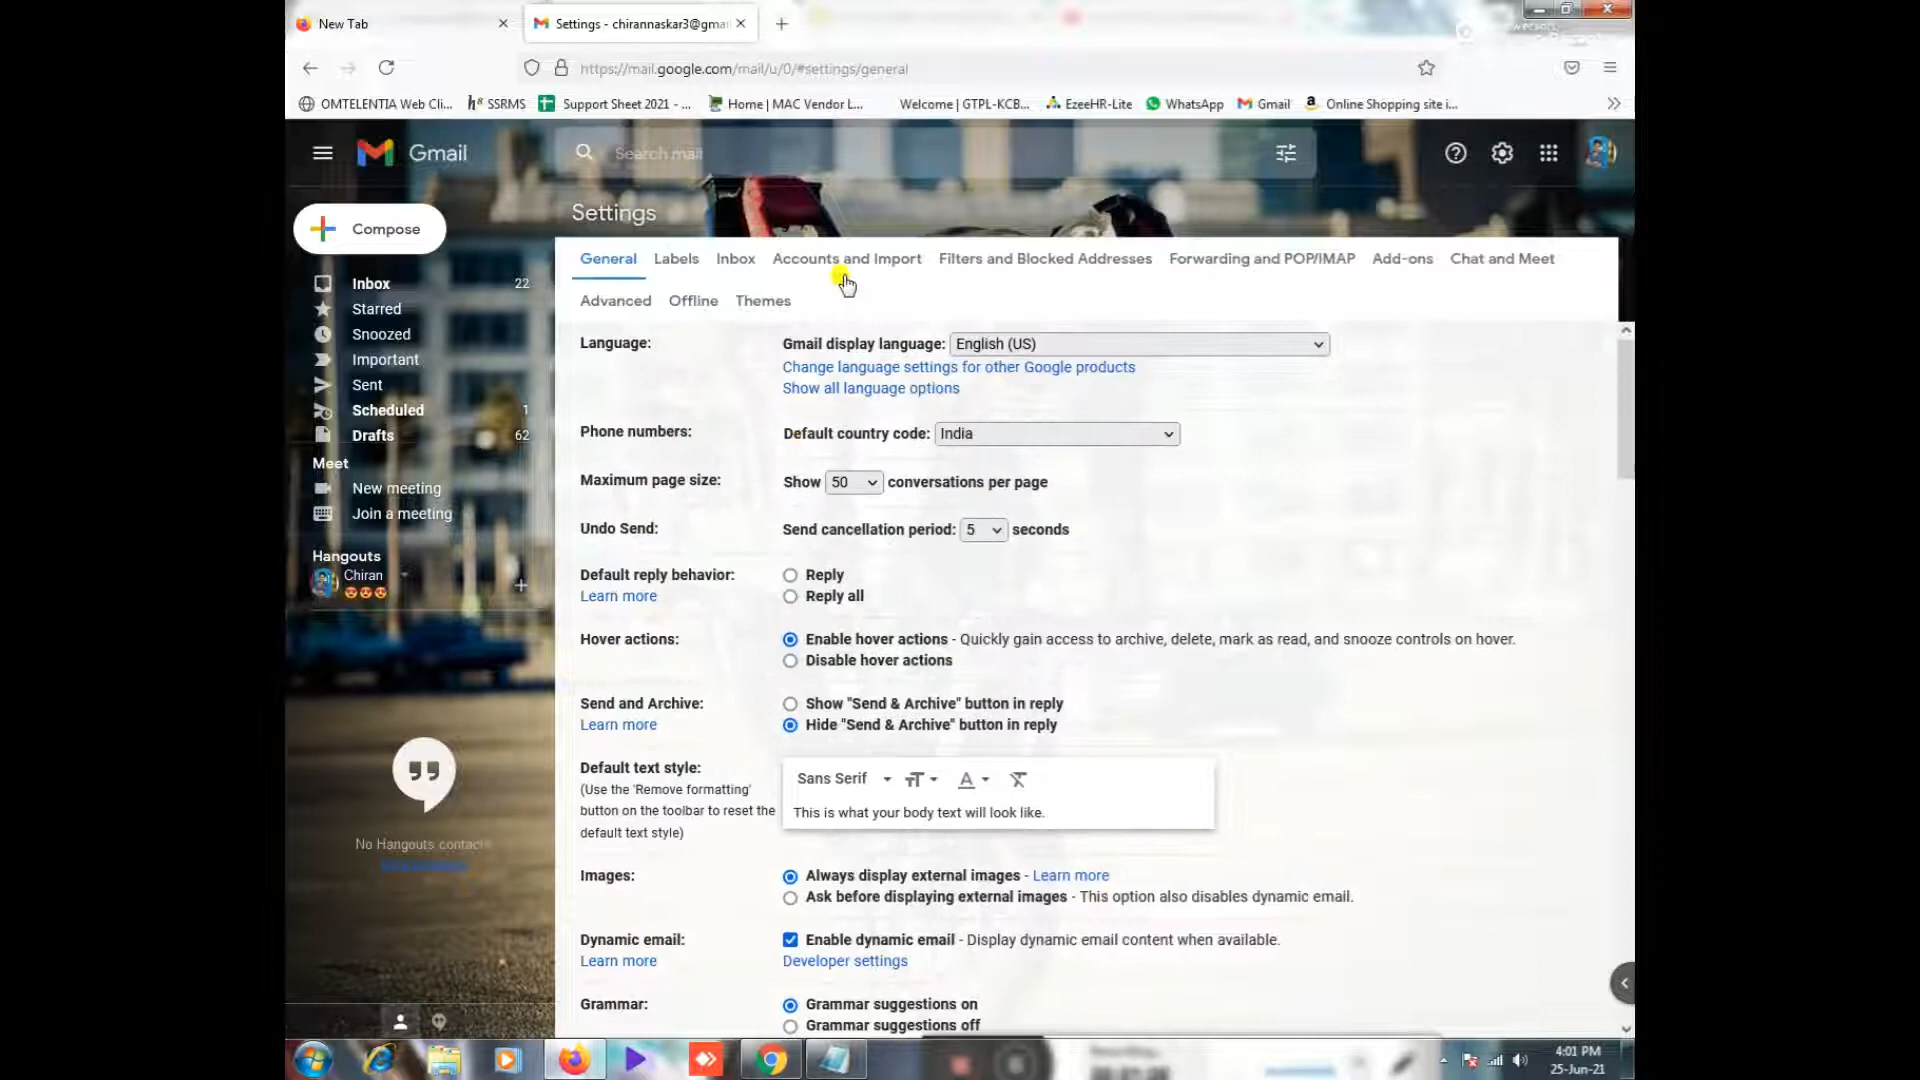 New Tab
Settings - chirannaskar3@gmai
https://mail.google.com/mail/u/0/#settings/general
OMTELENTIA Web Cli... SSRMS Support Sheet 2021 - ... Home | MAC Vendor L... Welcome | GTPL-KCB... EzeeHR-Lite WhatsApp Gmail Online Shopping site i...
Gmail
Search mail
Settings
Compose
General Labels Inbox Accounts and Import Filters and Blocked Addresses Forwarding and POP/IMAP Add-ons Chat and Meet
Advanced Offline Themes
Inbox 22
Starred
Snoozed
Important
Sent
Scheduled 1
Drafts 62
Meet
New meeting
Join a meeting
Hangouts
Chiran
No Hangouts contacts
Language: Gmail display language: English (US)
Change language settings for other Google products
Show all language options
Phone numbers: Default country code: India
Maximum page size: Show 50 conversations per page
Undo Send: Send cancellation period: 5 seconds
Default reply behavior: Reply
Learn more Reply all
Hover actions: Enable hover actions - Quickly gain access to archive, delete, mark as read, and snooze controls on hover.
Disable hover actions
Send and Archive: Show "Send & Archive" button in reply
Learn more Hide "Send & Archive" button in reply
Default text style:
(Use the 'Remove formatting'
button on the toolbar to reset the
default text style)
Sans Serif
This is what your body text will look like.
Images: Always display external images - Learn more
Ask before displaying external images - This option also disables dynamic email.
Dynamic email: Enable dynamic email - Display dynamic email content when available.
Learn more Developer settings
Grammar: Grammar suggestions on
Grammar suggestions off
4:01 PM
25-Jun-21